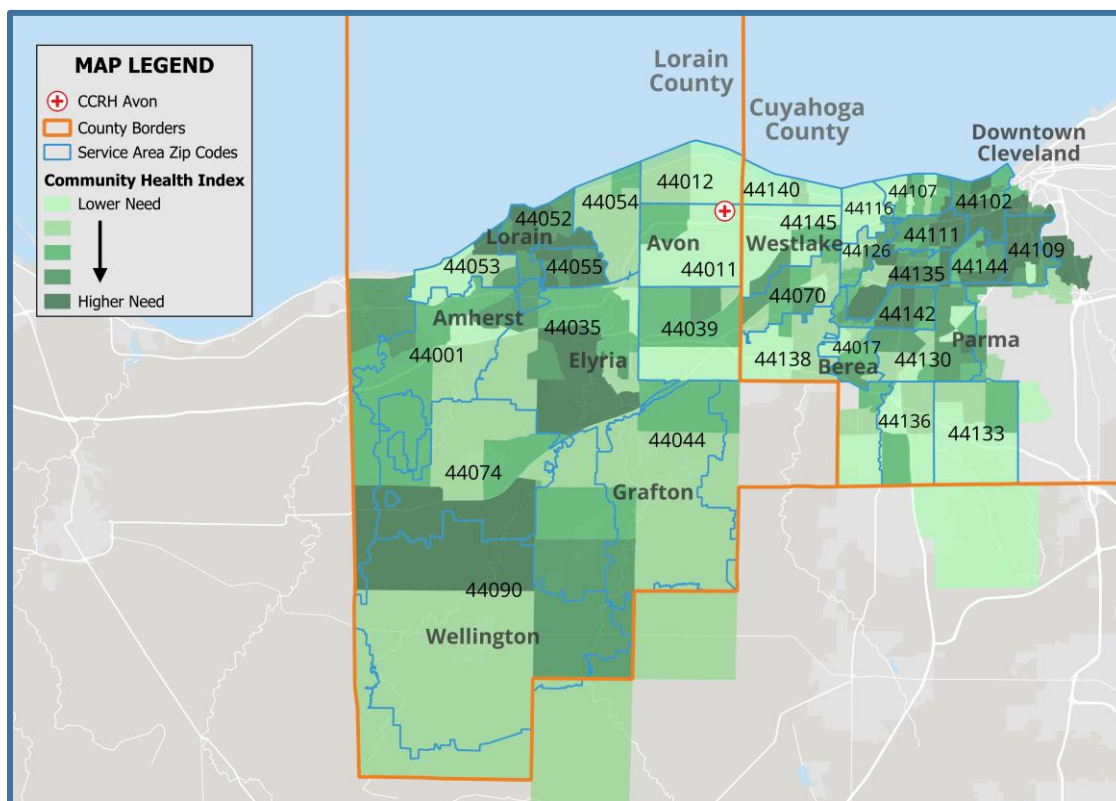 MAP LEGEND
CCRH Avon
County Borders
Service Area Zip Codes
Community Health Index
Lower Need
Higher Need
Lorain
County
Cuyahoga
County
Downtown
Cleveland
44012
44140
44107
44102
44054
44116
44052
44145
44111
44109
Lorain
Avon
Westlake
44126
44053
44055
44011
44135
44144
44070
Amherst
44035
44039
44142
44001
Elyria
44138
44017
Berea
44130
Parma
44136
44133
44044
44074
Grafton
44090
Wellington